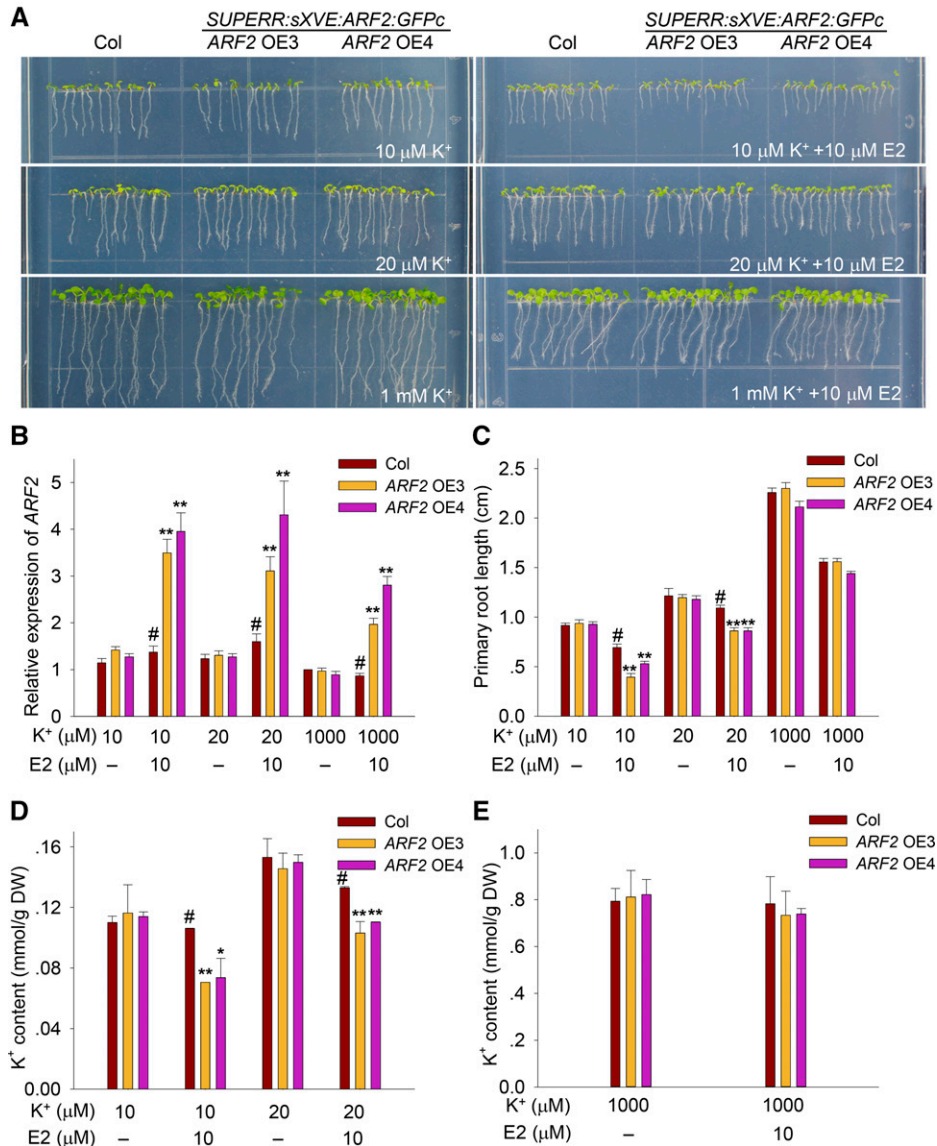 A
SUPERR:sXVE:ARF2:GFPc
SUPERR:sXVE:ARF2:GFPc
Col
ARF2 OE3
ARF2 OE4
Col
ARF2 OE3
ARF2 OE4
10 μM K⁺
10 μM K⁺ +10 μM E2
20 μM K⁺
20 μM K⁺ +10 μM E2
1 mM K⁺
1 mM K⁺ +10 μM E2
B
Relative expression of ARF2
5
4
3
2
1
0
Col
ARF2 OE3
ARF2 OE4
# ** **
# ** **
# ** **
K⁺ (μM) 10 10 20 20 1000 1000
E2 (μM) – 10 – 10 – 10
C
Primary root length (cm)
2.5
2.0
1.5
1.0
.5
0.0
Col
ARF2 OE3
ARF2 OE4
# ** **
# ** **
K⁺ (μM) 10 10 20 20 1000 1000
E2 (μM) – 10 – 10 – 10
D
K⁺ content (mmol/g DW)
.16
.12
0.08
0.04
0.00
Col
ARF2 OE3
ARF2 OE4
# ** *
# ** **
K⁺ (μM) 10 10 20 20
E2 (μM) – 10 – 10
E
K⁺ content (mmol/g DW)
1.0
.8
.6
.4
.2
0.0
Col
ARF2 OE3
ARF2 OE4
K⁺ (μM) 1000 1000
E2 (μM) – 10